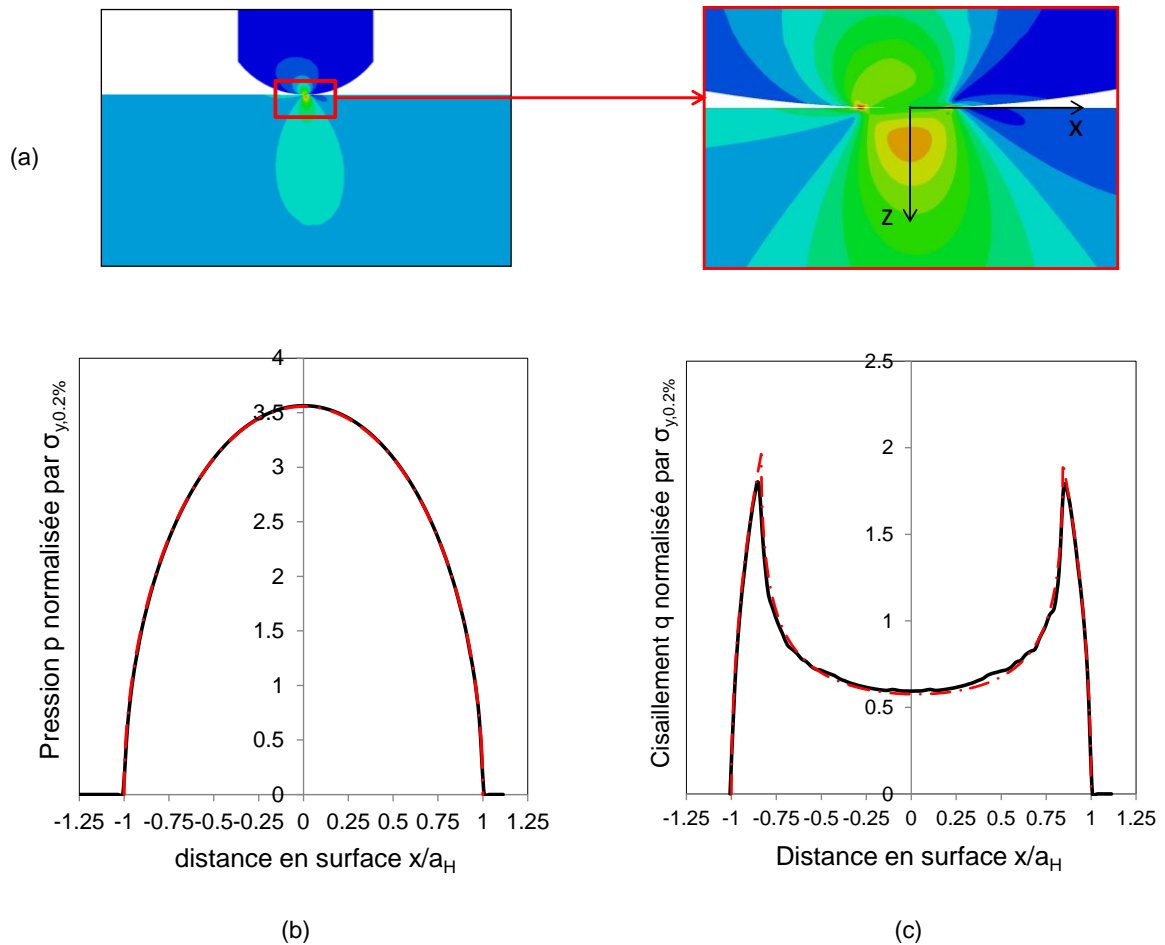 (a)
X
Z
Pression p normalisée par σy,0.2%
4
3.5
3
2.5
2
1.5
1
0.5
0
-1.25 -1 -0.75 -0.5 -0.25 0 0.25 0.5 0.75 1 1.25
distance en surface x/aH
(b)
Cisaillement q normalisée par σy,0.2%
2.5
2
1.5
1
0.5
0
-1.25 -1 -0.75 -0.5 -0.25 0 0.25 0.5 0.75 1 1.25
Distance en surface x/aH
(c)